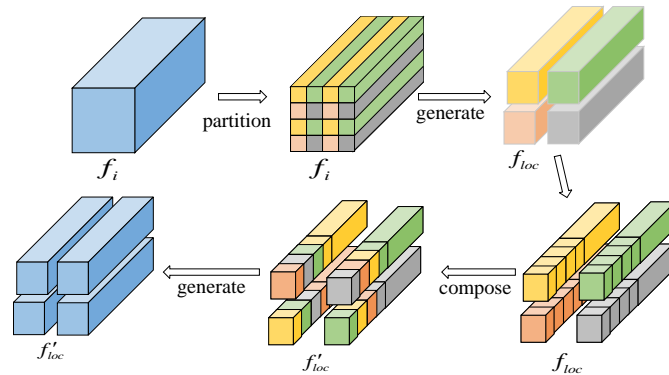 partition
generate
f_i
f_i
f_loc
generate
compose
f'_loc
f'_loc
f_loc